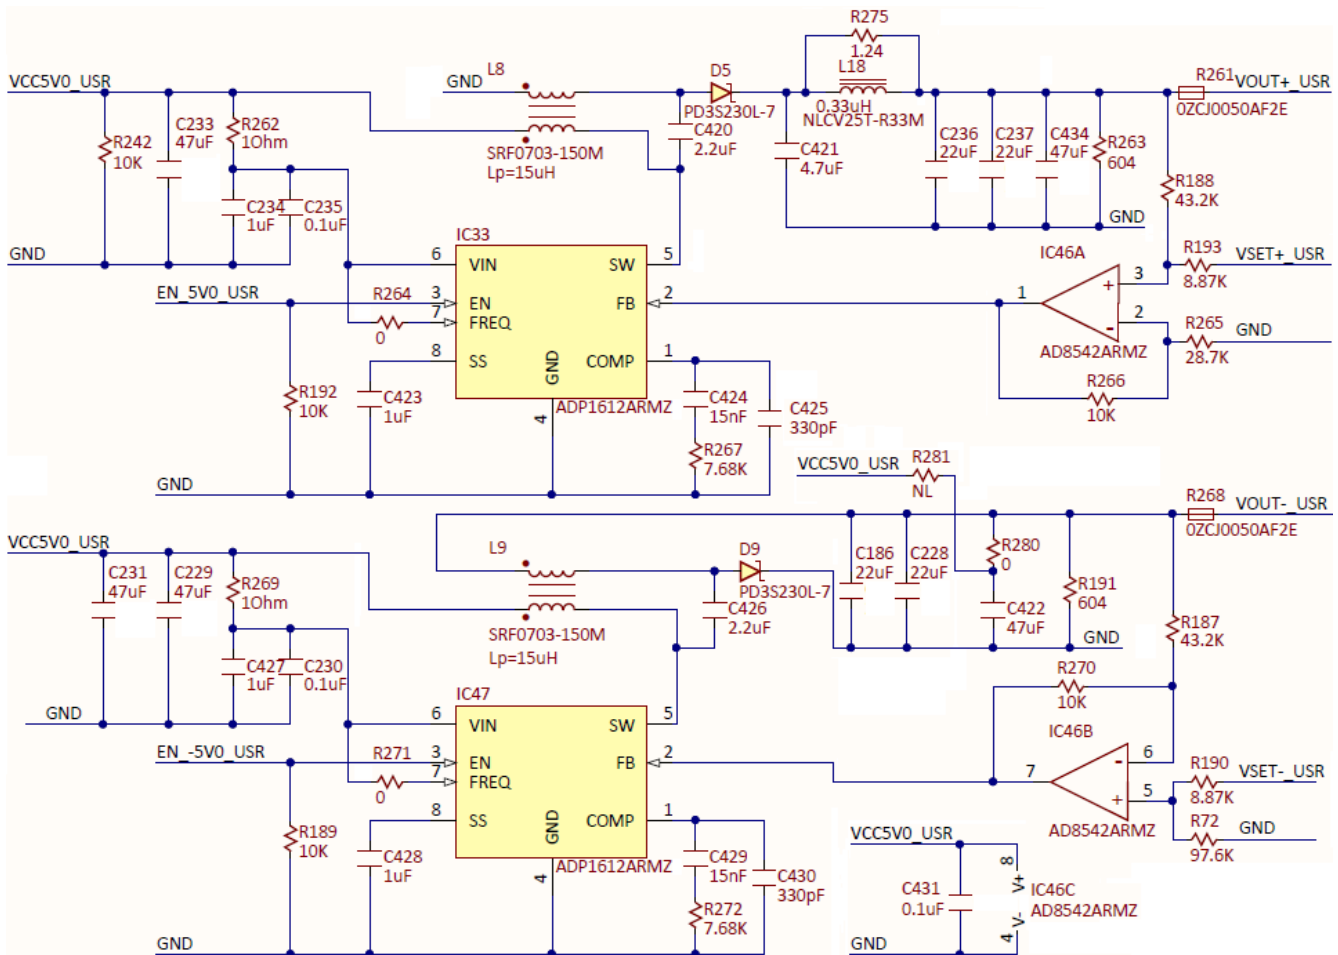 R275
1.24
VCC5V0_USR
GND
L8
D5
L18
R261
VOUT+_USR
0ZCJ0050AF2E
PD3S230L-7
0.33uH
NLCV25T-R33M
R242
10K
C233
47uF
R262
1Ohm
C420
2.2uF
C421
4.7uF
C236
22uF
C237
22uF
C434
47uF
R263
604
SRF0703-150M
Lp=15uH
R188
43.2K
C234
1uF
C235
0.1uF
GND
GND
IC33
6
VIN
SW
5
IC46A
R193
8.87K
VSET+_USR
EN_5V0_USR
R264
0
3
EN
7
FREQ
FB
2
1
3
+
2
-
AD8542ARMZ
R265
28.7K
GND
8
SS
GND
COMP
1
R192
10K
C423
1uF
4
ADP1612ARMZ
C424
15nF
C425
330pF
R266
10K
R267
7.68K
VCC5V0_USR
R281
NL
GND
R268
VOUT-_USR
0ZCJ0050AF2E
VCC5V0_USR
L9
D9
PD3S230L-7
C231
47uF
C229
47uF
R269
1Ohm
C426
2.2uF
C186
22uF
C228
22uF
R280
0
C422
47uF
R191
604
SRF0703-150M
Lp=15uH
R187
43.2K
GND
C427
1uF
C230
0.1uF
GND
IC47
6
VIN
SW
5
R270
10K
IC46B
EN_-5V0_USR
R271
0
3
EN
7
FREQ
FB
2
7
6
-
5
+
AD8542ARMZ
R190
8.87K
VSET-_USR
R72
97.6K
GND
8
SS
GND
COMP
1
R189
10K
C428
1uF
4
ADP1612ARMZ
C429
15nF
C430
330pF
R272
7.68K
VCC5V0_USR
8
V+
C431
0.1uF
IC46C
AD8542ARMZ
4
V-
GND
GND